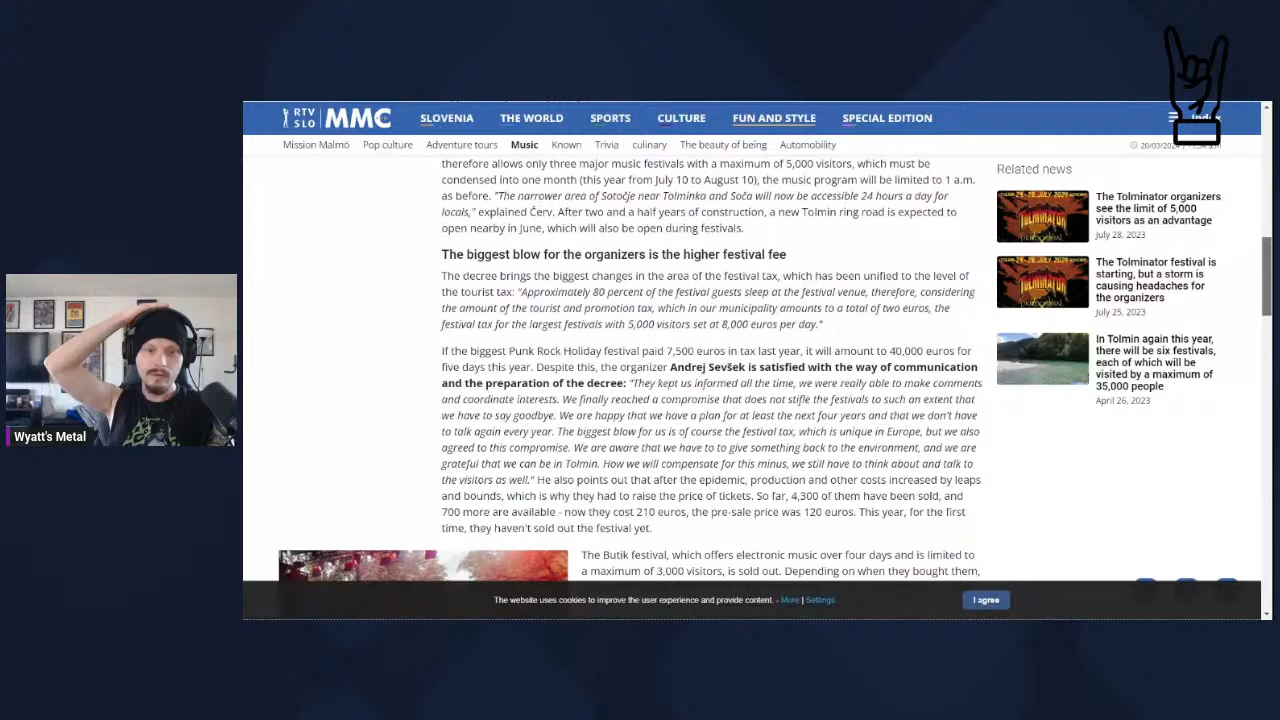 RTV
SLO
MMC
SLOVENIA
THE WORLD
SPORTS
CULTURE
FUN AND STYLE
SPECIAL EDITION
Mission Malmö
Pop culture
Adventure tours
Music
Known
Trivia
culinary
The beauty of being
Automobility
therefore allows only three major music festivals with a maximum of 5,000 visitors, which must be
condensed into one month (this year from July 10 to August 10), the music program will be limited to 1 a.m.
as before. "The narrower area of Sotočje near Tolminka and Soča will now be accessible 24 hours a day for
locals," explained Červ. After two and a half years of construction, a new Tolmin ring road is expected to
open nearby in June, which will also be open during festivals.
The biggest blow for the organizers is the higher festival fee
The decree brings the biggest changes in the area of the festival tax, which has been unified to the level of
the tourist tax: "Approximately 80 percent of the festival guests sleep at the festival venue, therefore, considering
the amount of the tourist and promotion tax, which in our municipality amounts to a total of two euros, the
festival tax for the largest festivals with 5,000 visitors set at 8,000 euros per day."
If the biggest Punk Rock Holiday festival paid 7,500 euros in tax last year, it will amount to 40,000 euros for
five days this year. Despite this, the organizer Andrej Sevšek is satisfied with the way of communication
and the preparation of the decree: "They kept us informed all the time, we were really able to make comments
and coordinate interests. We finally reached a compromise that does not stifle the festivals to such an extent that
we have to say goodbye. We are happy that we have a plan for at least the next four years and that we don't have
to talk again every year. The biggest blow for us is of course the festival tax, which is unique in Europe, but we also
agreed to this compromise. We are aware that we have to to give something back to the environment, and we are
grateful that we can be in Tolmin. How we will compensate for this minus, we still have to think about and talk to
the visitors as well." He also points out that after the epidemic, production and other costs increased by leaps
and bounds, which is why they had to raise the price of tickets. So far, 4,300 of them have been sold, and
700 more are available - now they cost 210 euros, the pre-sale price was 120 euros. This year, for the first
time, they haven't sold out the festival yet.
The Butik festival, which offers electronic music over four days and is limited to
a maximum of 3,000 visitors, is sold out. Depending on when they bought them,
Related news
TOLMINATOR
The Tolminator organizers
see the limit of 5,000
visitors as an advantage
July 28, 2023
TOLMINATOR
The Tolminator festival is
starting, but a storm is
causing headaches for
the organizers
July 25, 2023
In Tolmin again this year,
there will be six festivals,
each of which will be
visited by a maximum of
35,000 people
April 26, 2023
The website uses cookies to improve the user experience and provide content. - More | Settings
I agree
Wyatt's Metal